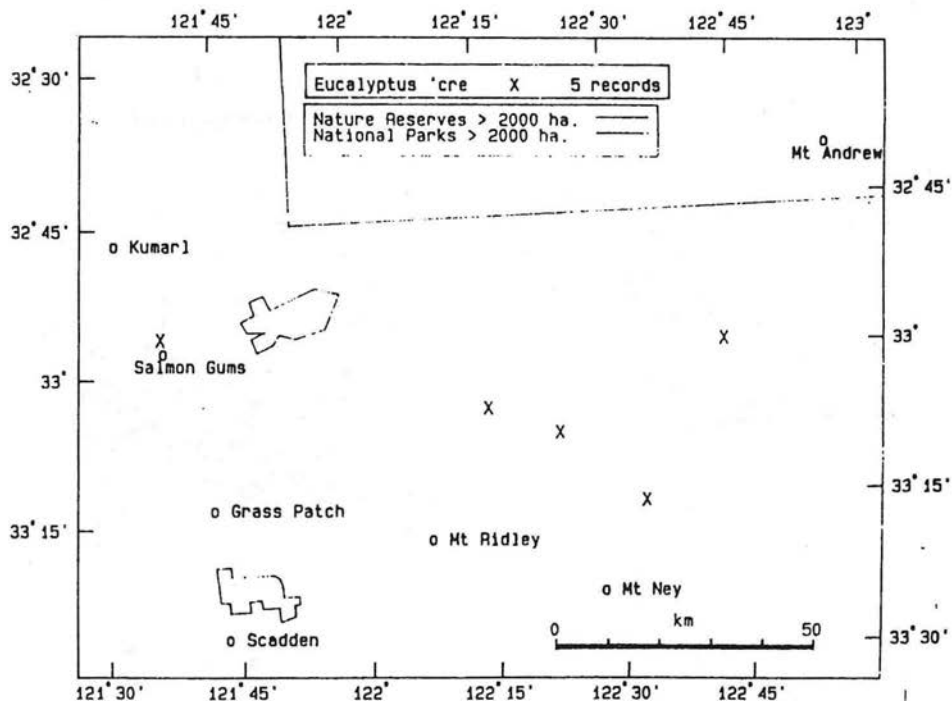 121° 45' 122° 122° 15' 122° 30' 122° 45' 123°
32° 30'
Eucalyptus 'cre X 5 records
Nature Reserves > 2000 ha.
National Parks > 2000 ha.
Mt Andrew
32° 45'
32° 45'
Kumarl
X
X
33°
Salmon Gums
33°
X
X
33° 15'
X
Grass Patch
33° 15'
Mt Ridley
Mt Ney
km
0 50
Scadden
33° 30'
121° 30' 121° 45' 122° 122° 15' 122° 30' 122° 45'